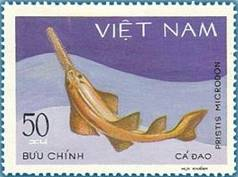 VIỆT NAM
PRISTIS MICRODON
50
XU
BƯU CHÍNH
CÁ ĐAO